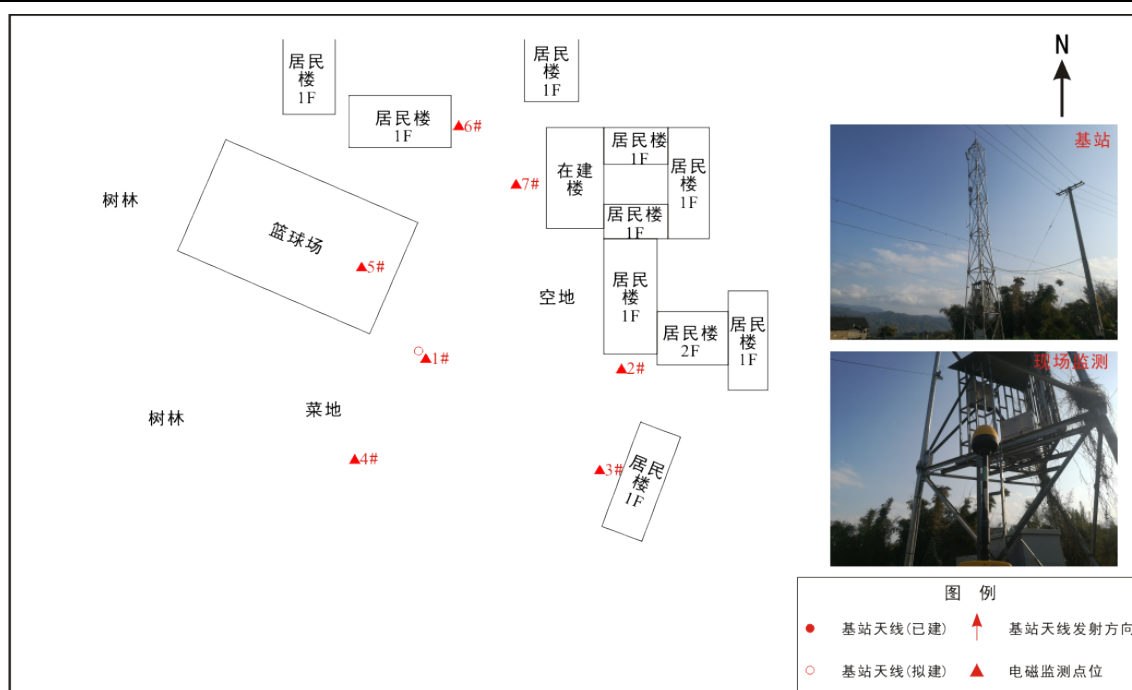 N
居民
楼
1F
居民
楼
1F
居民楼
1F
6#
基站
居民楼
1F
在建
楼
居民
楼
1F
7#
树林
居民楼
1F
篮球场
5#
居民
楼
1F
空地
居民
楼
1F
居民楼
2F
1#
2#
现场监测
菜地
树林
4#
3#
居民
楼
1F
图 例
基站天线(已建)
基站天线发射方向
基站天线(拟建)
电磁监测点位